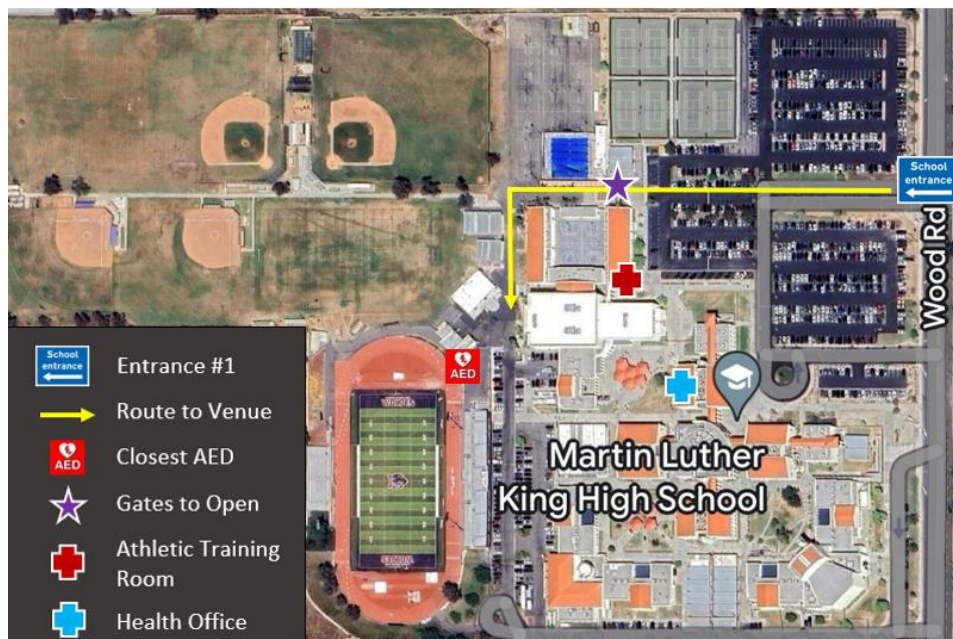 School
entrance
Wood Rd
AED
Martin Luther
King High School
School
entrance
Entrance #1
Route to Venue
AED
Closest AED
Gates to Open
Athletic Training
Room
Health Office